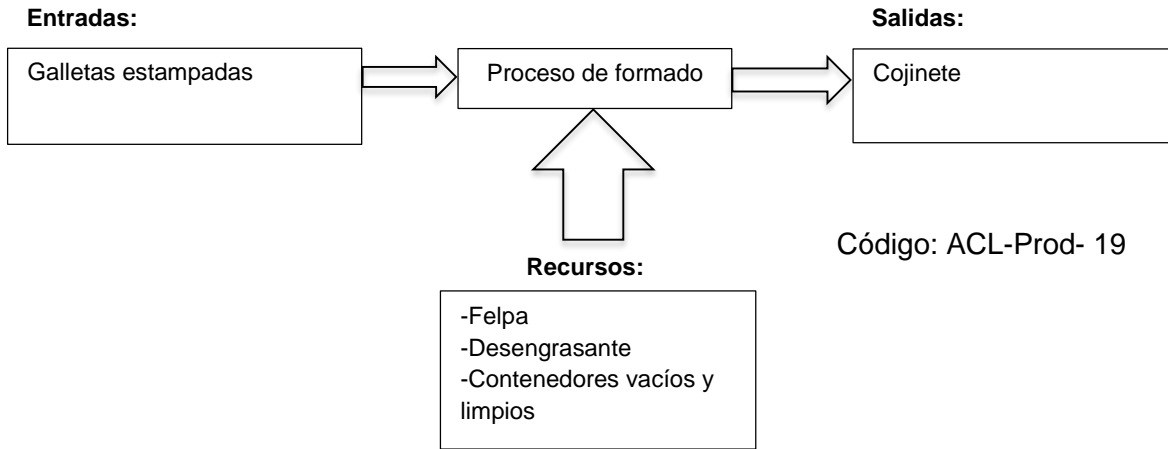 Entradas:
Salidas:
Galletas estampadas
Proceso de formado
Cojinete
Código: ACL-Prod- 19
Recursos:
-Felpa
-Desengrasante
-Contenedores vacíos y
limpios